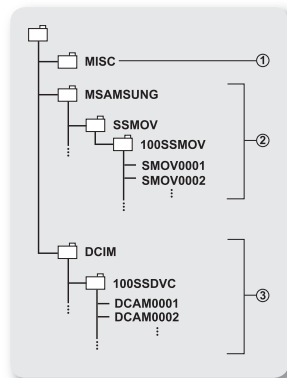 MISC ①
MSAMSUNG
SSMOV
②
100SSMOV
SMOV0001
SMOV0002
DCIM
100SSDVC
③
DCAM0001
DCAM0002